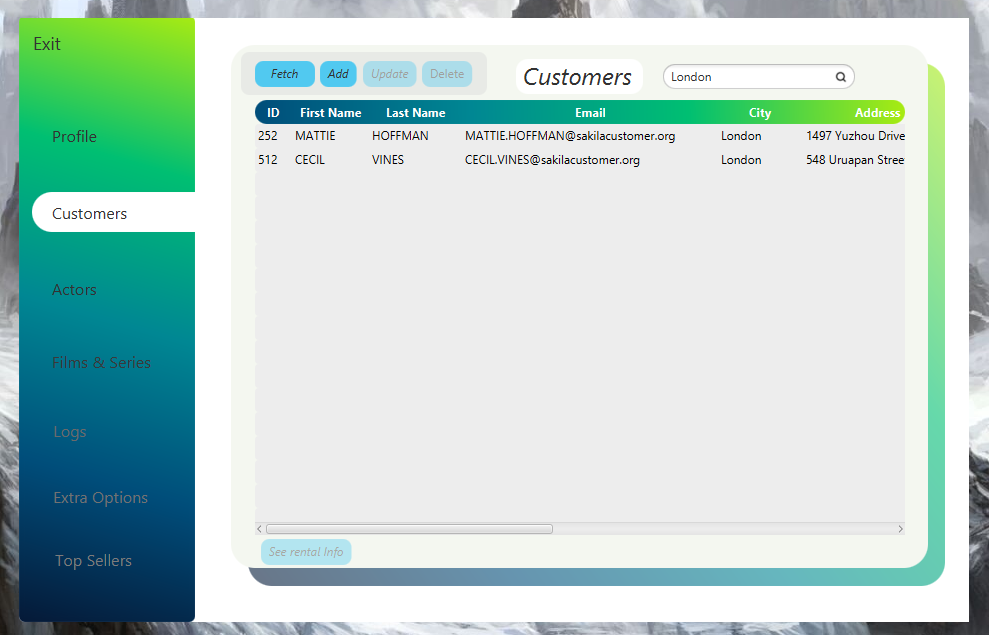 Exit
Profile
Customers
Actors
Films & Series
Logs
Extra Options
Top Sellers
Fetch Add Update Delete Customers London
ID First Name Last Name Email City Address
252 MATTIE HOFFMAN MATTIE.HOFFMAN@sakilacustomer.org London 1497 Yuzhou Drive
512 CECIL VINES CECIL.VINES@sakilacustomer.org London 548 Uruapan Stree
See rental Info